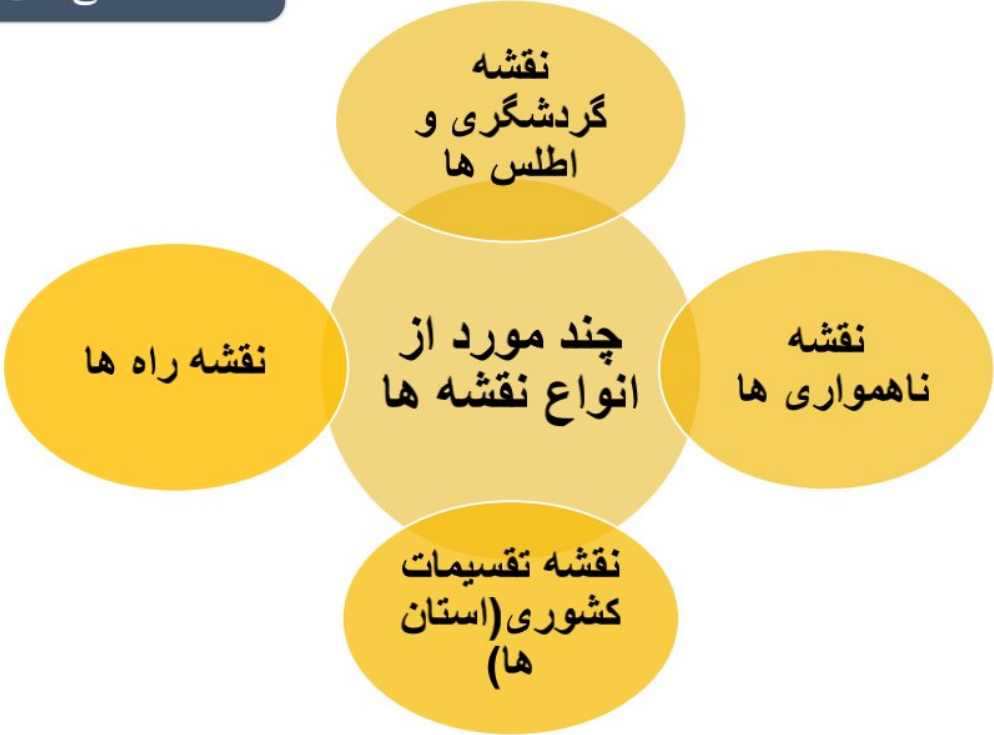 نقشه
گردشگری و
اطلس ها
نقشه
ناهمواری ها
چند مورد از
انواع نقشه ها
نقشه راه ها
نقشه تقسیمات
کشوری(استان
ها)